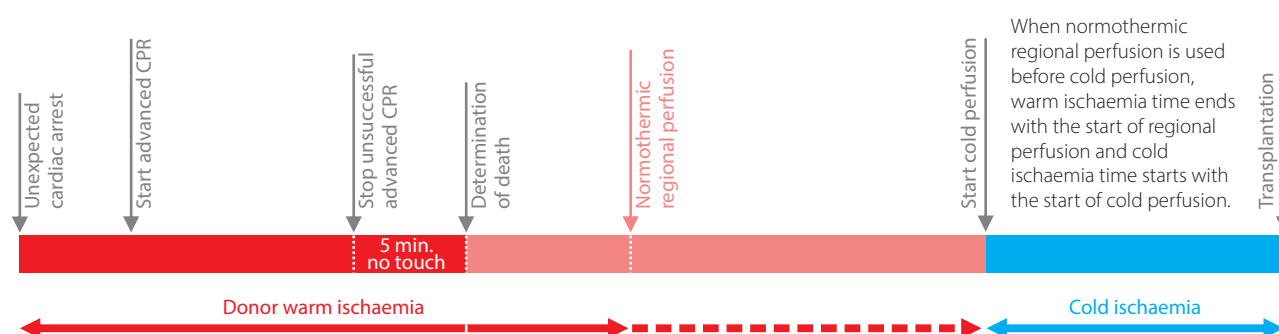 Unexpected
cardiac arrest
Start advanced CPR
Stop unsuccessful
advanced CPR
Determination
of death
Normothermic
regional perfusion
Start cold perfusion
When normothermic
regional perfusion is used
before cold perfusion,
warm ischaemia time ends
with the start of regional
perfusion and cold
ischaemia time starts with
the start of cold perfusion.
Transplantation
5 min.
no touch
Donor warm ischaemia
Cold ischaemia